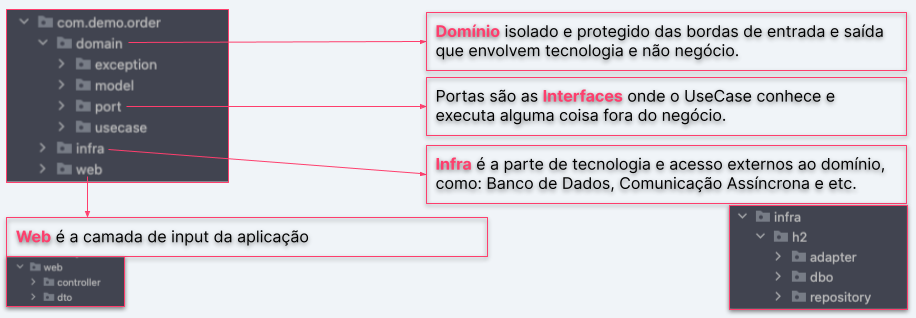 com.demo.order
domain
exception
model
port
usecase
infra
web
Domínio isolado e protegido das bordas de entrada e saída
que envolvem tecnologia e não negócio.
Portas são as Interfaces onde o UseCase conhece e
executa alguma coisa fora do negócio.
Infra é a parte de tecnologia e acesso externos ao domínio,
como: Banco de Dados, Comunicação Assíncrona e etc.
Web é a camada de input da aplicação
web
controller
dto
infra
h2
adapter
dbo
repository